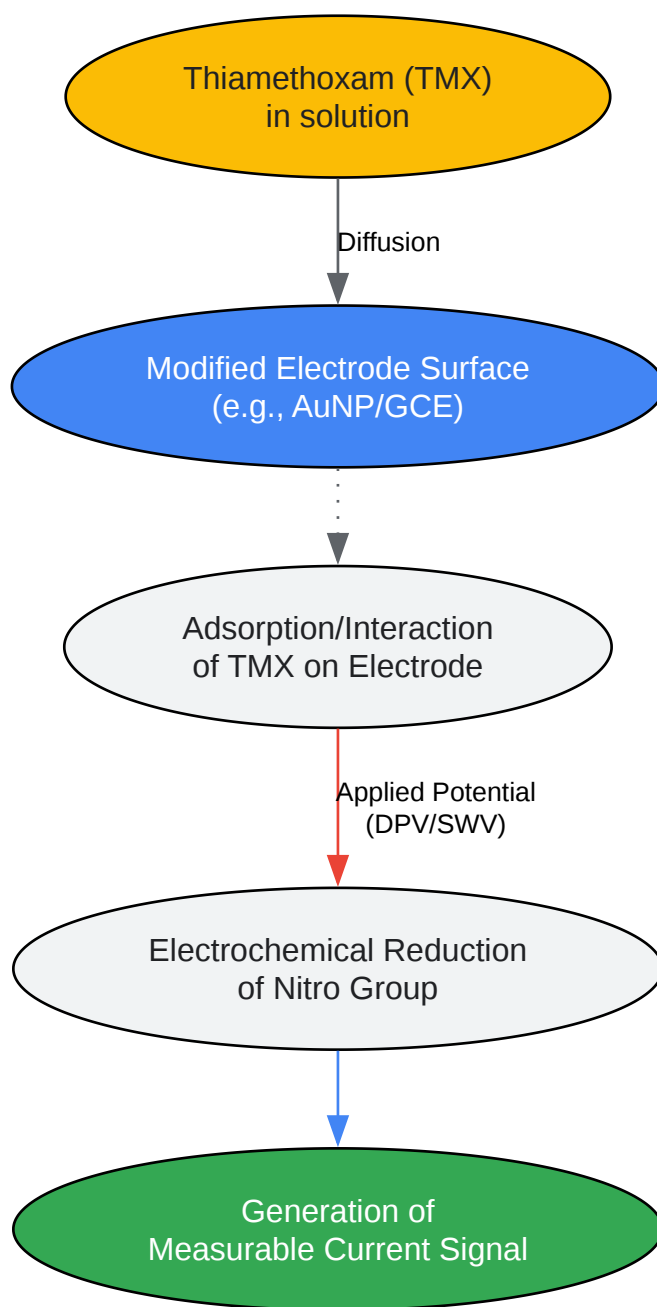 Thiamethoxam (TMX)
in solution
Diffusion
Modified Electrode Surface
(e.g., AuNP/GCE)
Adsorption/Interaction
of TMX on Electrode
Applied Potential
(DPV/SWV)
Electrochemical Reduction
of Nitro Group
Generation of
Measurable Current Signal